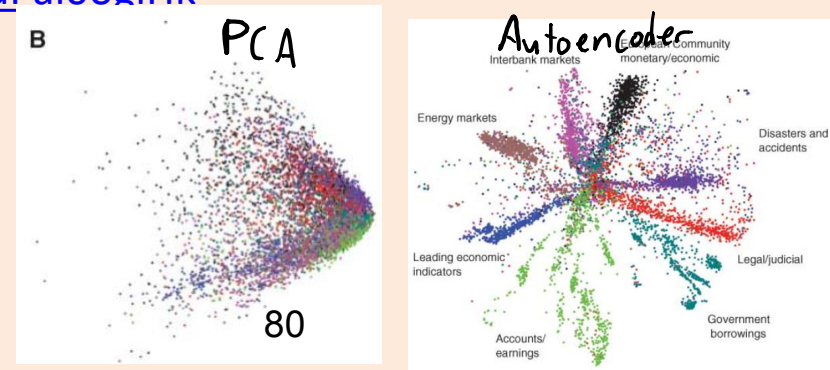 B
PCA
80
Autoencoder
Interbank markets
European Community
monetary/economic
Energy markets
Disasters and
accidents
Leading economic
indicators
Legal/judicial
Government
borrowings
Accounts/
earnings